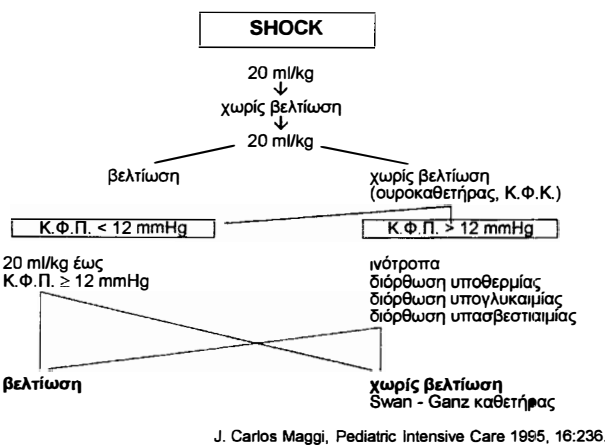 SHOCK
20 ml/kg
χωρίς βελτίωση
20 ml/kg
βελτίωση
χωρίς βελτίωση
(ουροκαθετήρας, Κ.Φ.Κ.)
Κ.Φ.Π. < 12 mmHg
Κ.Φ.Π. > 12 mmHg
20 ml/kg έως
Κ.Φ.Π. ≥ 12 mmHg
ινότροπα
διόρθωση υποθερμίας
διόρθωση υπογλυκαιμίας
διόρθωση υπασβεστιαιμίας
βελτίωση
χωρίς βελτίωση
Swan - Ganz καθετήρας
J. Carlos Maggi, Pediatric Intensive Care 1995, 16:236.